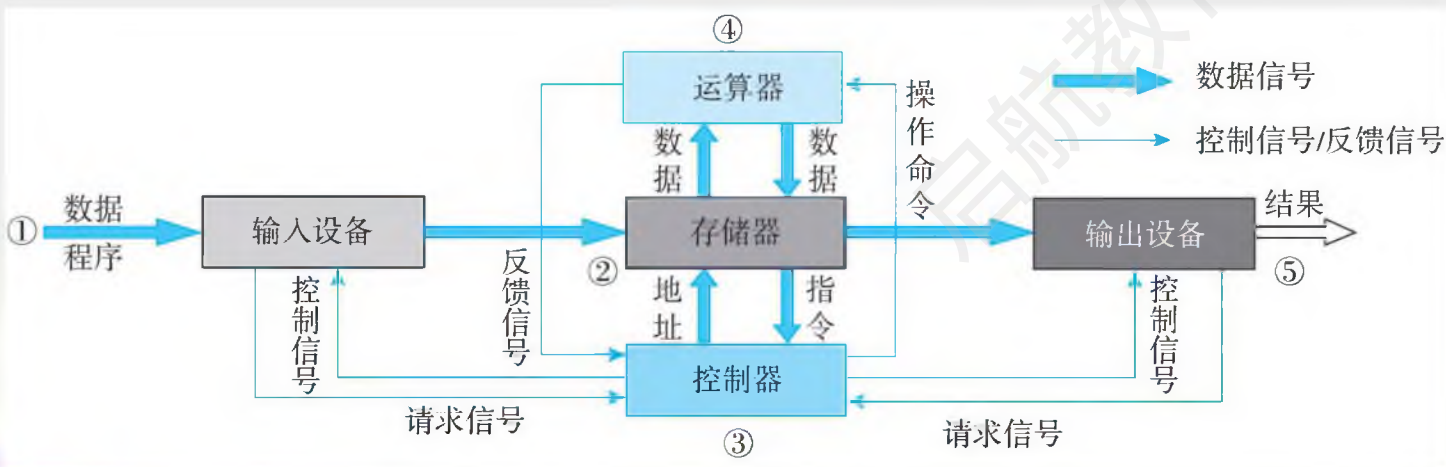 ④
运算器
操作命令
数据信号
控制信号/反馈信号
数据
数据
①
数据
程序
输入设备
存储器
输出设备
结果
②
⑤
反馈信号
控制信号
地址
指令
控制信号
控制器
请求信号
请求信号
③
启航教